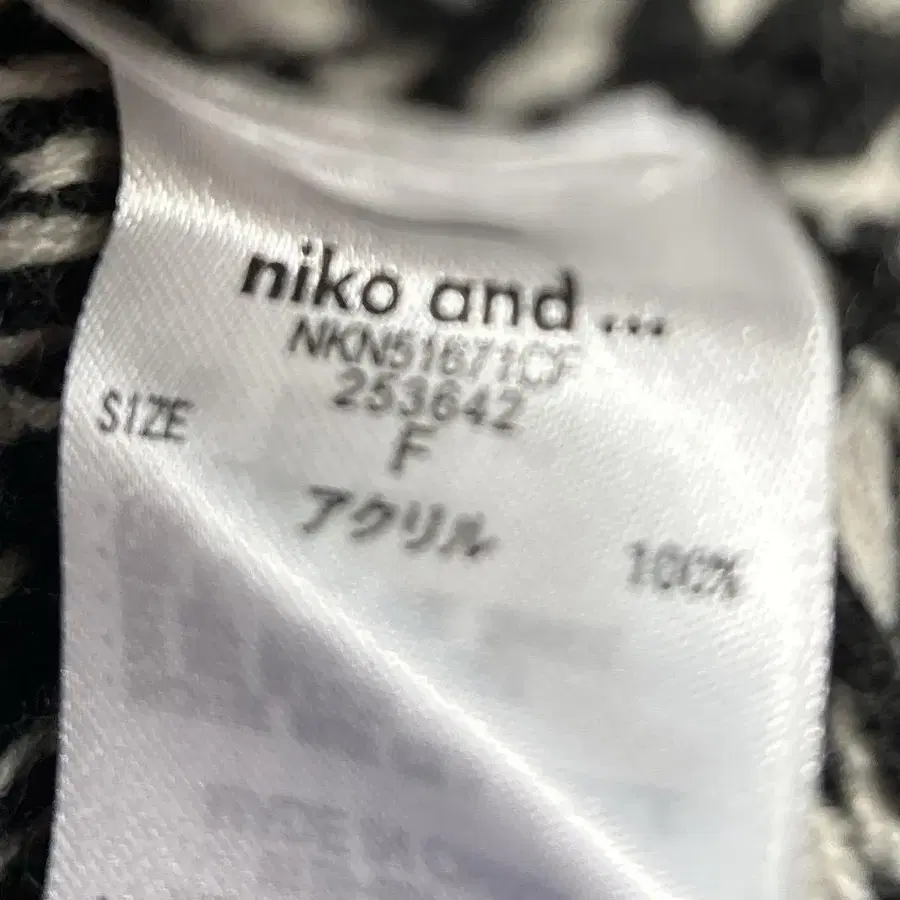 niko and ...
NKN51671CF
253642
SIZE F
アクリル 100%